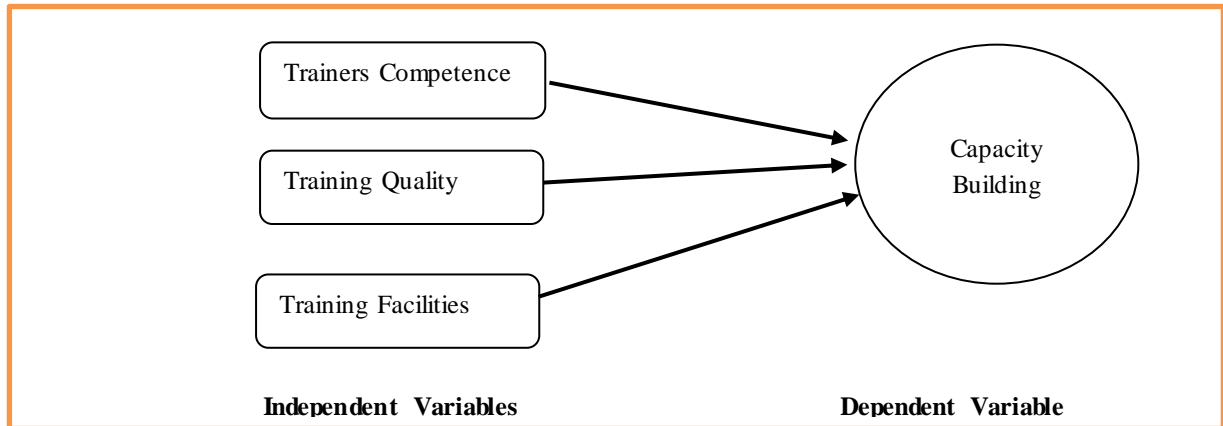 Trainers Competence
Training Quality
Training Facilities
Capacity
Building
Independent Variables
Dependent Variable